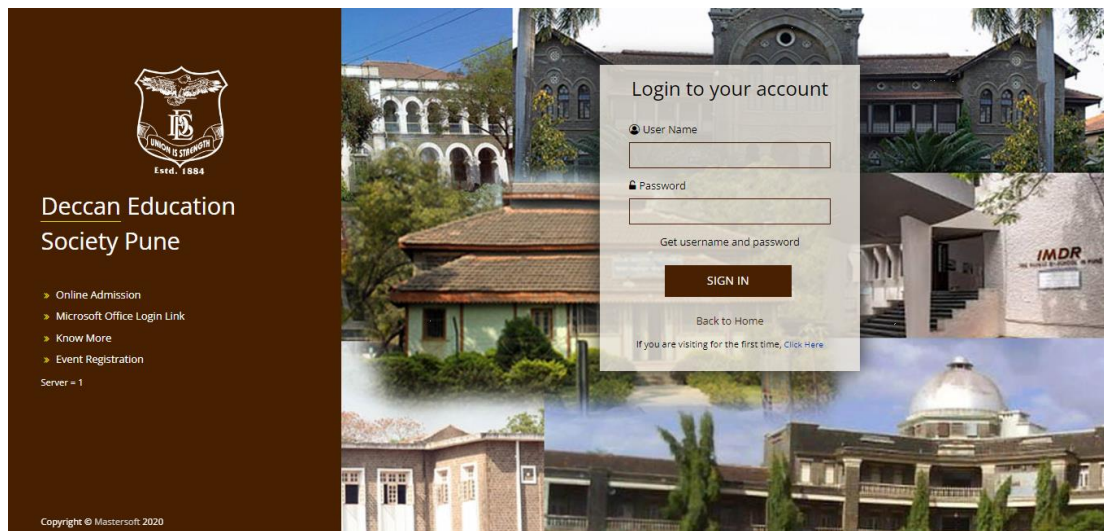 DES
UNION IS STRENGTH
Estd. 1884
Deccan Education
Society Pune
» Online Admission
» Microsoft Office Login Link
» Know More
» Event Registration
Server = 1
Copyright © Mastersoft 2020
Login to your account
User Name
Password
Get username and password
SIGN IN
Back to Home
If you are visiting for the first time, Click Here
IMDR